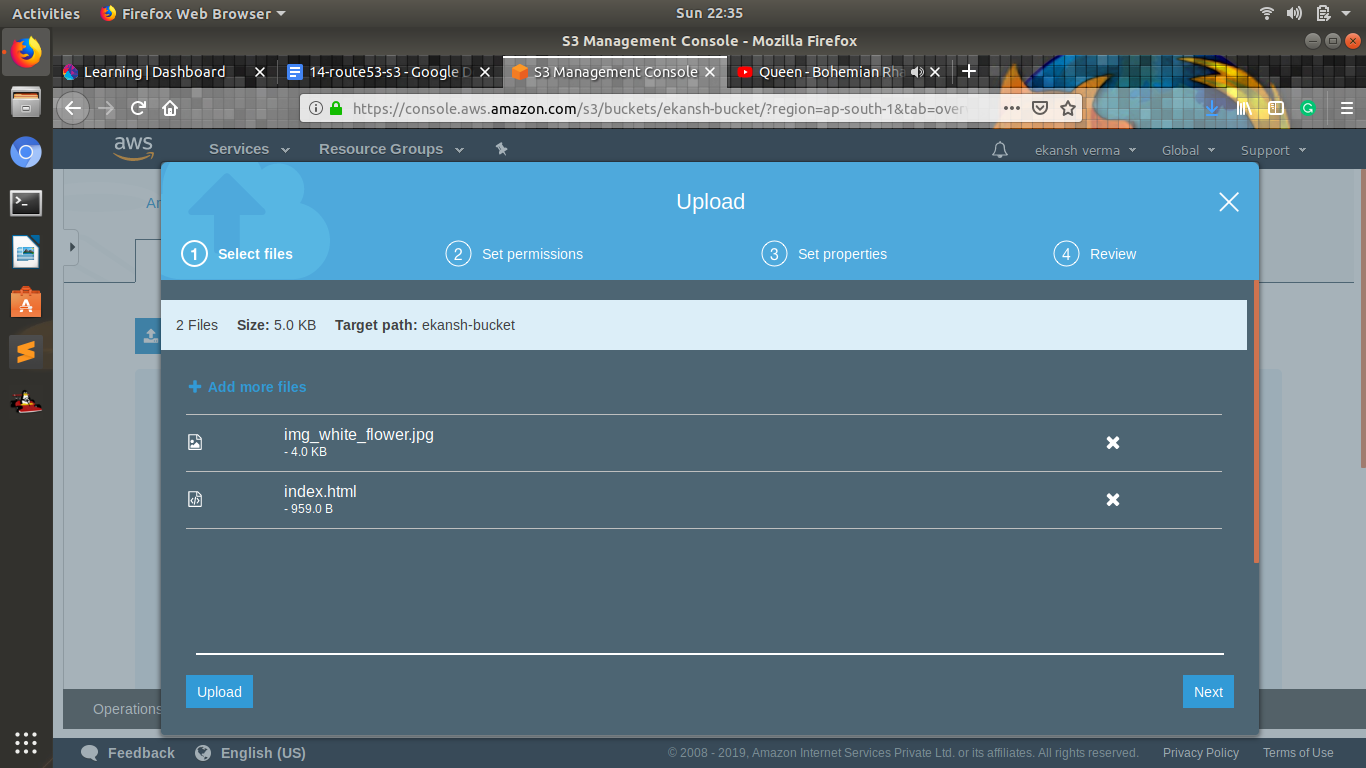 Activities Firefox Web Browser Sun 22:35
S3 Management Console - Mozilla Firefox
Learning | Dashboard 14-route53-s3 - Google D S3 Management Console Queen - Bohemian Rha
https://console.aws.amazon.com/s3/buckets/ekansh-bucket/?region=ap-south-1&tab=over
aws Services Resource Groups ekansh verma Global Support
Upload
1 Select files 2 Set permissions 3 Set properties 4 Review
2 Files Size: 5.0 KB Target path: ekansh-bucket
Add more files
img_white_flower.jpg
- 4.0 KB
index.html
- 959.0 B
Upload Next
Operations
Feedback English (US) © 2008 - 2019, Amazon Internet Services Private Ltd. or its affiliates. All rights reserved. Privacy Policy Terms of Use